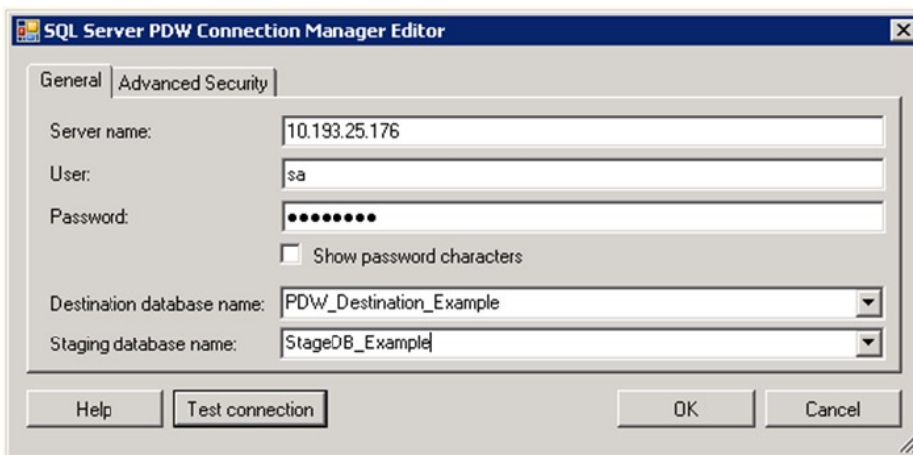 SQL Server PDW Connection Manager Editor
General Advanced Security
Server name: 10.193.25.176
User: sa
Password: ●●●●●●●●
Show password characters
Destination database name: PDW_Destination_Example
Staging database name: StageDB_Example
Help Test connection OK Cancel